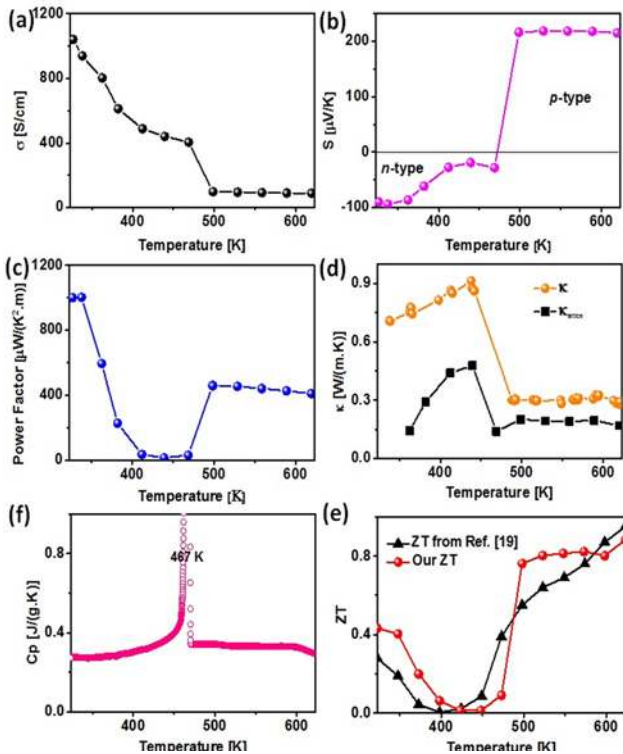 (a)
1200
800
400
0
σ [S/cm]
400
500
600
Temperature [K]
(b)
200
100
0
-100
S [μV/K]
p-type
n-type
400
500
600
Temperature [K]
(c)
1200
800
400
0
Power Factor [μW/(K².m)]
400
500
600
Temperature [K]
(d)
0.9
0.6
0.3
0.0
κ [W/(m.K)]
κ
400
500
600
Temperature [K]
(f)
0.8
0.4
0.0
Cp [J/(g.K)]
467 K
400
500
600
Temperature [K]
(e)
0.8
0.4
0.0
ZT
ZT from Ref. [19]
Our ZT
400
500
600
Temperature [K]